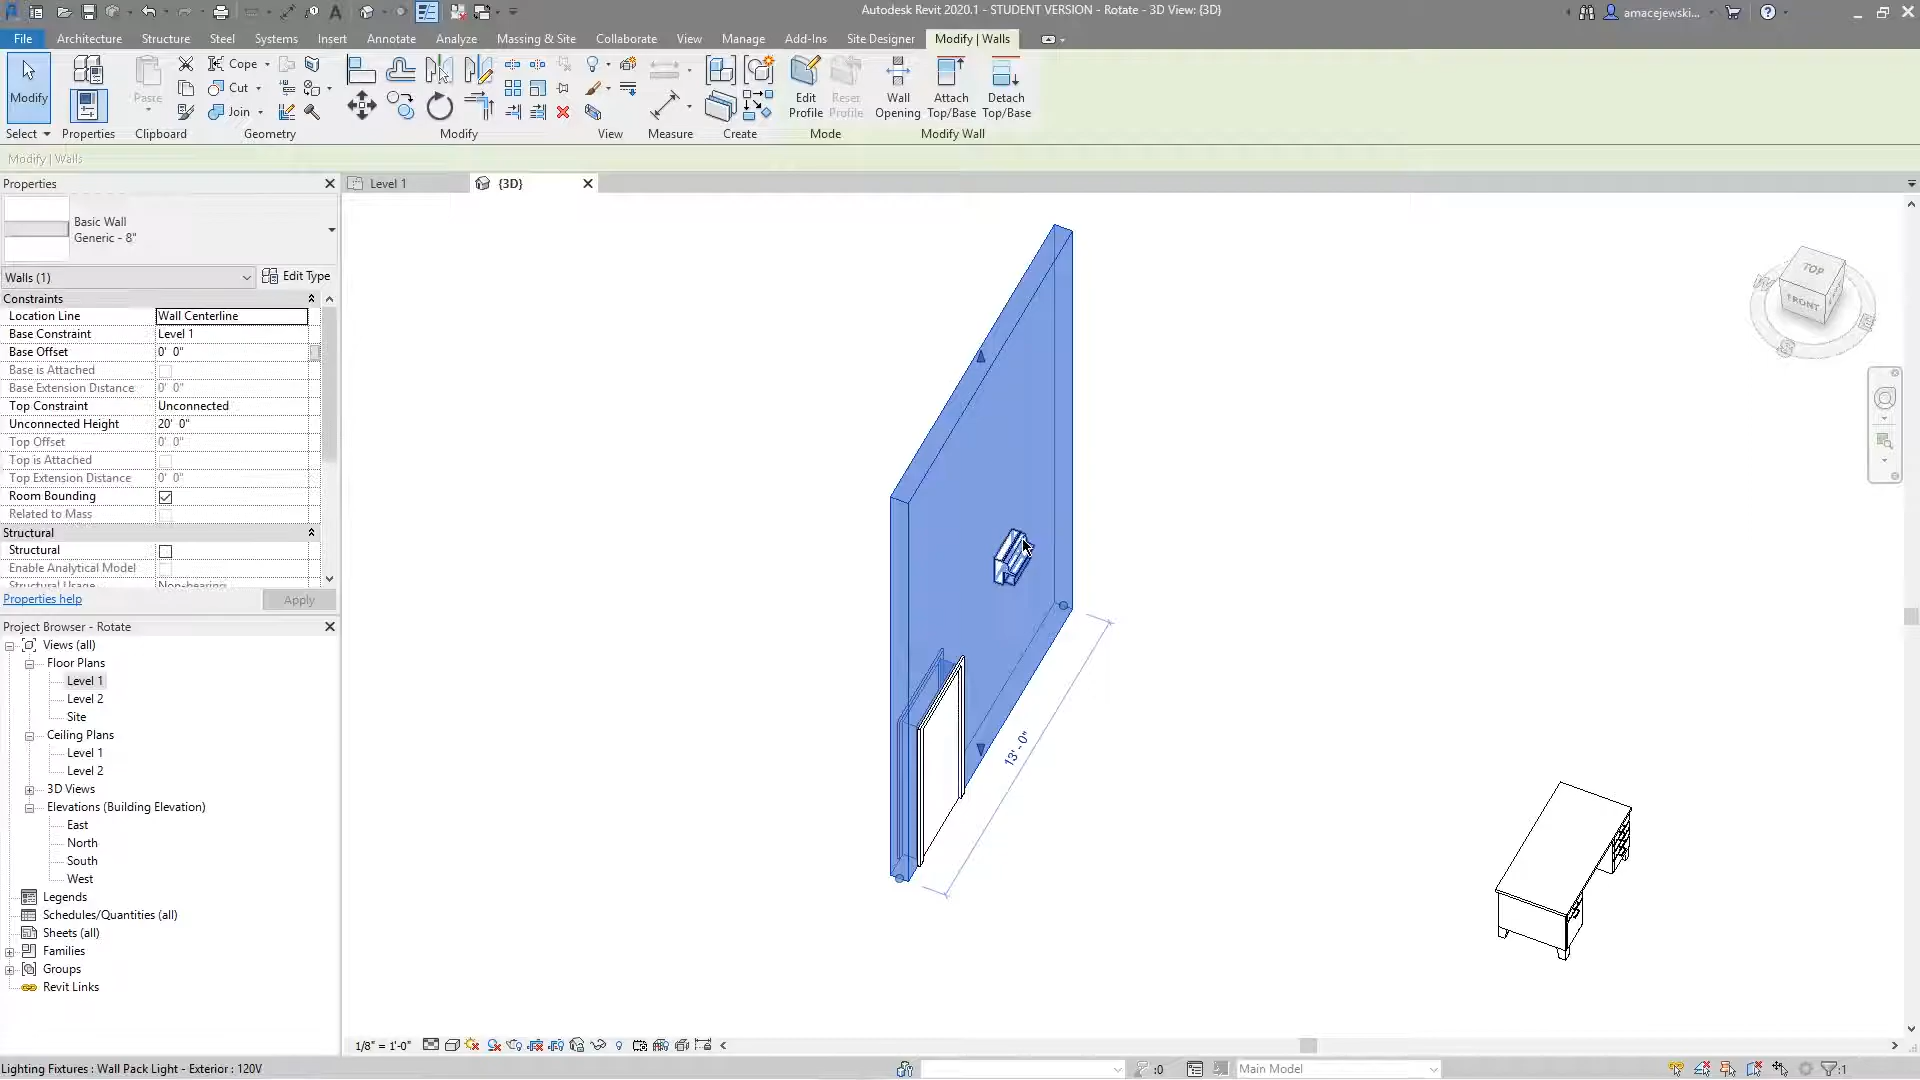 Autodesk Revit 2020.1 - STUDENT VERSION - Rotate - 3D View: {3D}
amacejewski...
File
Architecture
Structure
Steel
Systems
Insert
Annotate
Analyze
Massing & Site
Collaborate
View
Manage
Add-Ins
Site Designer
Modify | Walls
Modify
Paste
Cope
Cut
Join
Edit Profile
Reset Profile
Wall Opening
Attach Top/Base
Detach Top/Base
Select
Properties
Clipboard
Geometry
Modify
View
Measure
Create
Mode
Modify Wall
Modify | Walls
Properties
Level 1
{3D}
Basic Wall
Generic - 8"
Walls (1)
Edit Type
Constraints
Location Line Wall Centerline
Base Constraint Level 1
Base Offset 0' 0"
Base is Attached
Base Extension Distance 0' 0"
Top Constraint Unconnected
Unconnected Height 20' 0"
Top Offset 0' 0"
Top is Attached
Top Extension Distance 0' 0"
Room Bounding
Related to Mass
Structural
Structural
Enable Analytical Model
Structural Usage Non-bearing
Properties help
Apply
Project Browser - Rotate
Views (all)
Floor Plans
Level 1
Level 2
Site
Ceiling Plans
Level 1
Level 2
3D Views
Elevations (Building Elevation)
East
North
South
West
Legends
Schedules/Quantities (all)
Sheets (all)
Families
Groups
Revit Links
TOP
FRONT
W
S
E
13' - 0"
1/8" = 1'-0"
Lighting Fixtures : Wall Pack Light - Exterior : 120V
:0
Main Model
:1